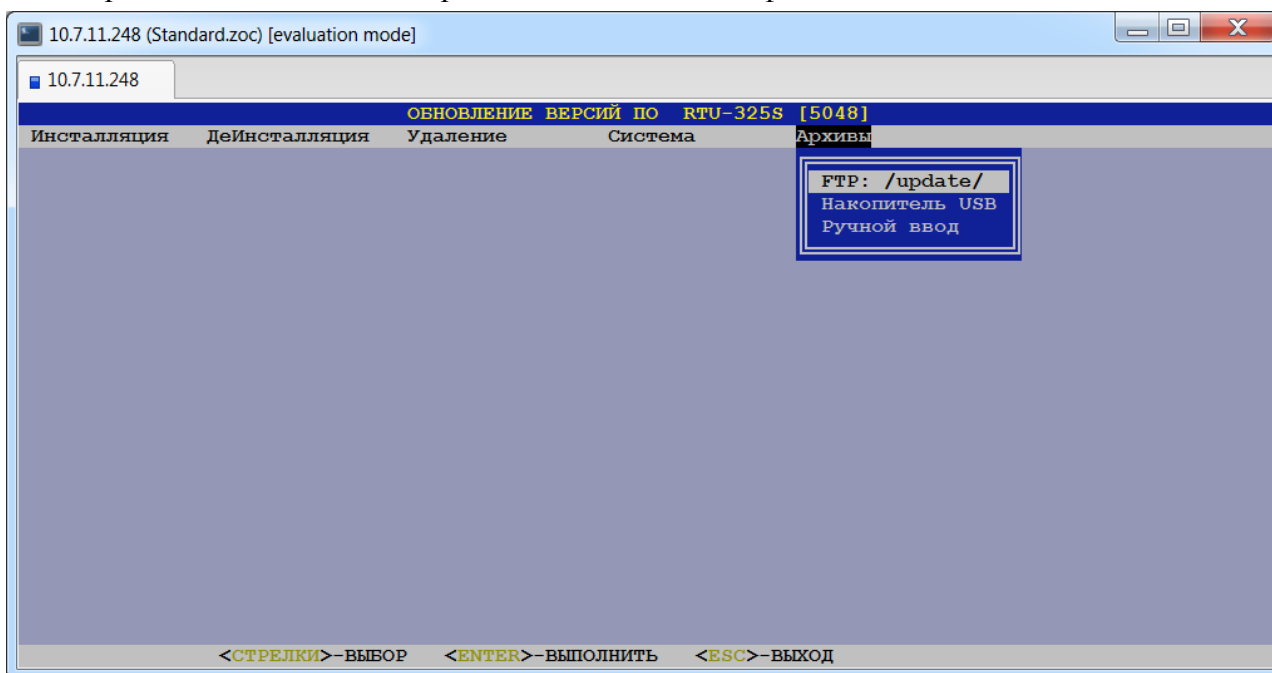 10.7.11.248 (Standard.zoc) [evaluation mode]
10.7.11.248
ОБНОВЛЕНИЕ ВЕРСИЙ ПО RTU-325S [5048]
Инсталляция ДеИнсталляция Удаление Система Архивы
FTP: /update/
Накопитель USB
Ручной ввод
<СТРЕЛКИ>-ВЫБОР <ENTER>-ВЫПОЛНИТЬ <ESC>-ВЫХОД